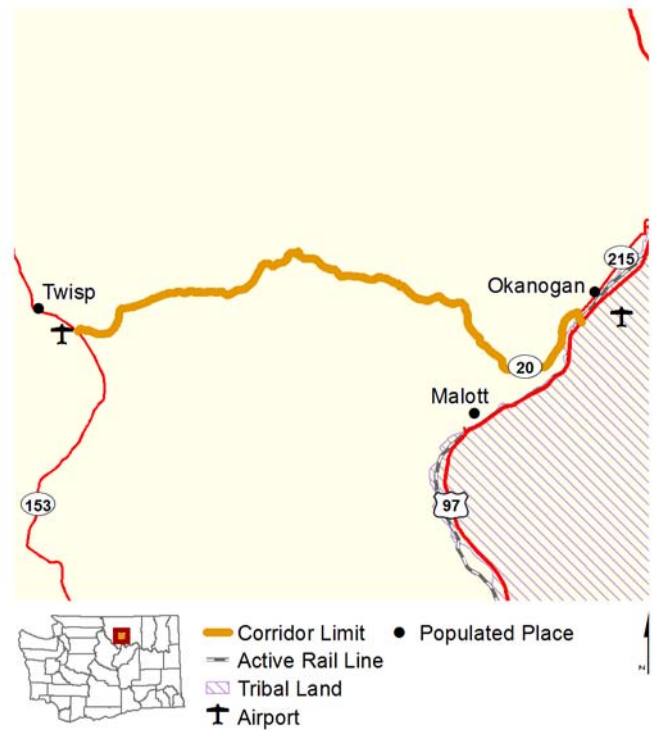 215
Twisp
Okanogan
20
Malott
153
97
Corridor Limit
Populated Place
Active Rail Line
Tribal Land
Airport
N